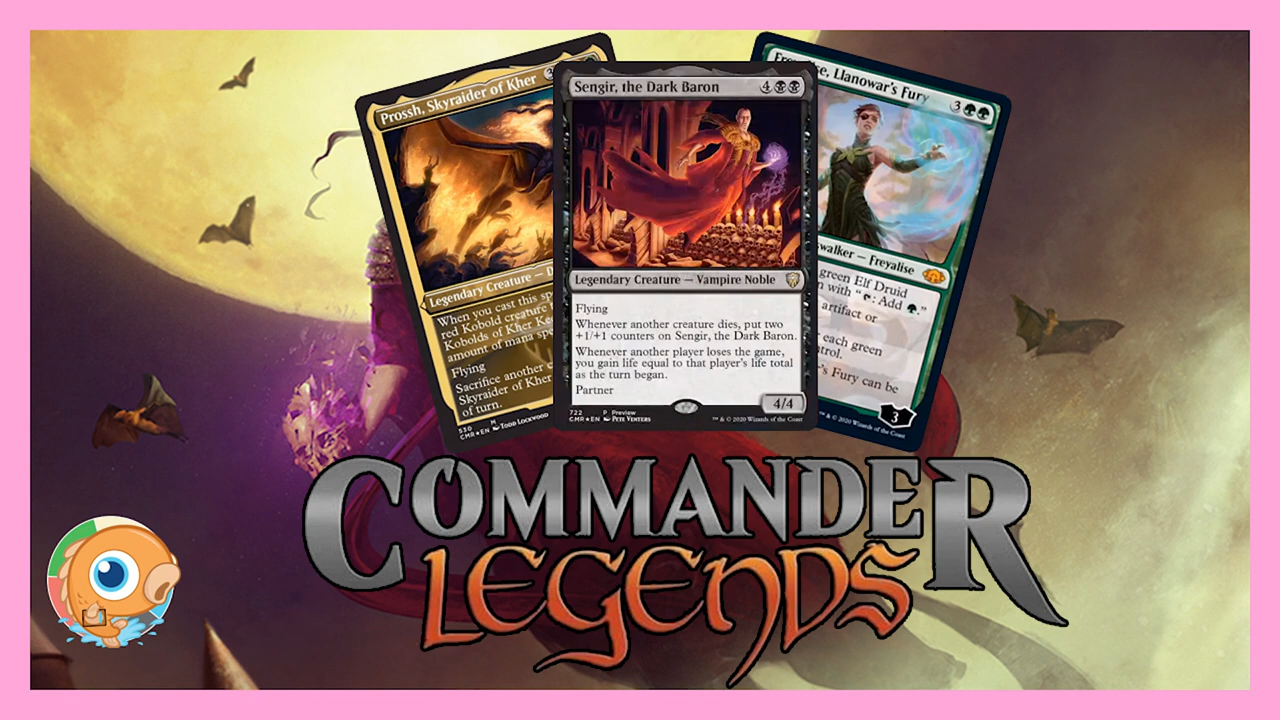 Prossh, Skyraider of Kher
Legendary Creature — D
When you cast this sp
red Kobold creature
Kobolds of Kher Ke
amount of mana spe
Flying
Sacrifice another c
Skyraider of Kher
of turn.
530 M
CMR EN TODD LOCKWOOD
Sengir, the Dark Baron 4
Legendary Creature — Vampire Noble
Flying
Whenever another creature dies, put two
+1/+1 counters on Sengir, the Dark Baron.
Whenever another player loses the game,
you gain life equal to that player's life total
as the turn began.
Partner
4/4
722 P Preview
CMR EN PETE VENTERS ™ & © 2020 Wizards of the Coast
se, Llanowar's Fury 3
swalker — Freyalise
green Elf Druid
n with “: Add .”
artifact or
each green
ntrol.
's Fury can be
3
™ & © 2020 Wizards of the Coast
COMMANDER
LEGENDS